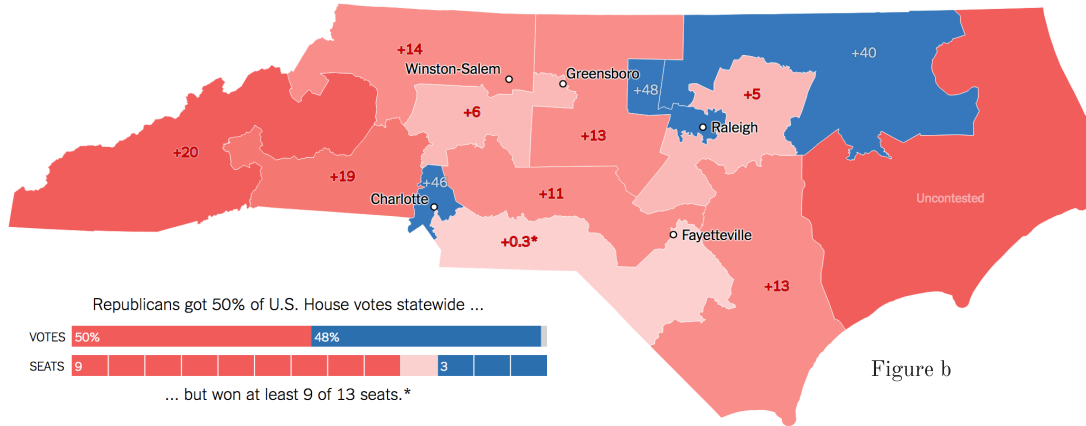 +14
Winston-Salem
Greensboro
+40
+48
+5
+6
Raleigh
+13
+20
+19
+46
Charlotte
+11
Uncontested
+0.3*
Fayetteville
+13
Republicans got 50% of U.S. House votes statewide ...
VOTES 50% 48%
SEATS 9 3
... but won at least 9 of 13 seats.*
Figure b